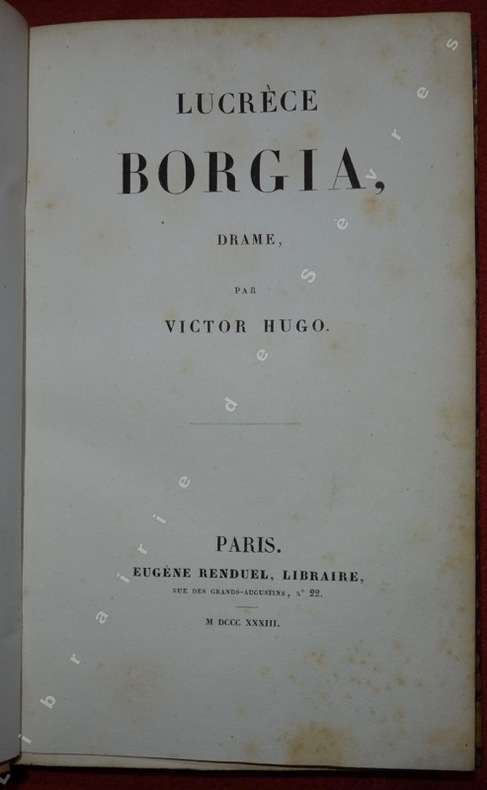 LUCRÈCE
BORGIA,
DRAME,
PAR
VICTOR HUGO.
PARIS.
EUGÈNE RENDUEL, LIBRAIRE,
RUE DES GRANDS-AUGUSTINS, Nº 22.
M DCCC XXXIII.
Librairie de Sèvres